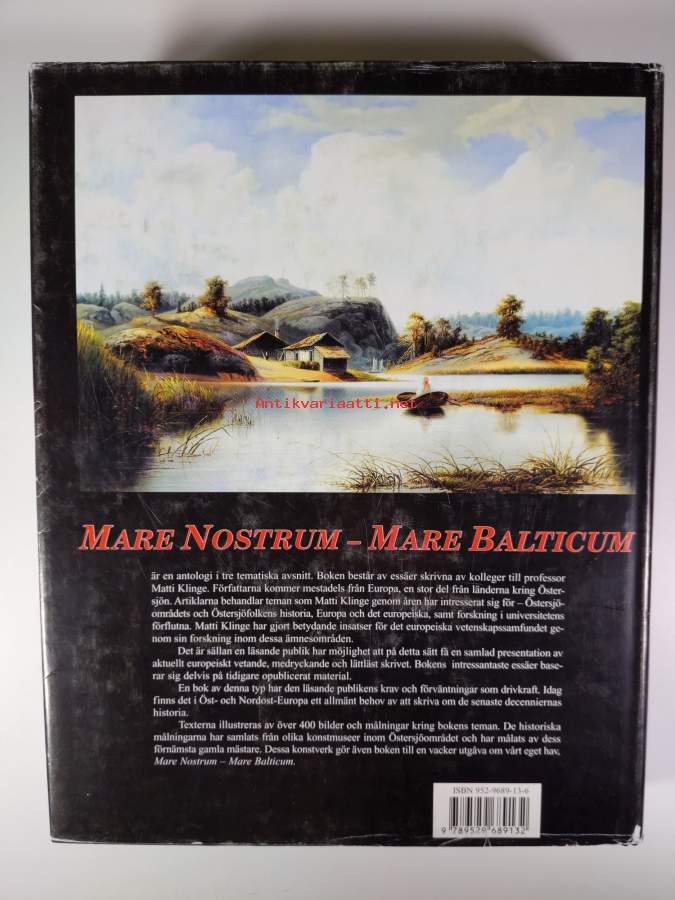 Antikvariaatti.net
MARE NOSTRUM – MARE BALTICUM
är en antologi i tre tematiska avsnitt. Boken består av essäer skrivna av kolleger till professor
Matti Klinge. Författarna kommer mestadels från Europa, en stor del från länderna kring Öster-
sjön. Artiklarna behandlar teman som Matti Klinge genom åren har intresserat sig för – Östersjö-
områdets och Östersjöfolkens historia, Europa och det europeiska, samt forskning i universitetens
förflutna. Matti Klinge har gjort betydande insatser för det europeiska vetenskapssamfundet ge-
nom sin forskning inom dessa ämnesområden.
Det är sällan en läsande publik har möjlighet att på detta sätt få en samlad presentation av
aktuellt europeiskt vetande, medryckande och lättläst skrivet. Bokens intressantaste essäer base-
rar sig delvis på tidigare opublicerat material.
En bok av denna typ har den läsande publikens krav och förväntningar som drivkraft. Idag
finns det i Öst- och Nordöst-Europa ett allmänt behov av att skriva om de senaste decenniernas
historia.
Texterna illustreras av över 400 bilder och målningar kring bokens teman. De historiska
målningarna har samlats från olika konstmuseer inom Östersjöområdet och har målats av dess
förnämsta gamla mästare. Dessa konstverk gör även boken till en vacker utgåva om vårt eget hav,
Mare Nostrum – Mare Balticum.
ISBN 952-9689-13-6
9 789529 689132